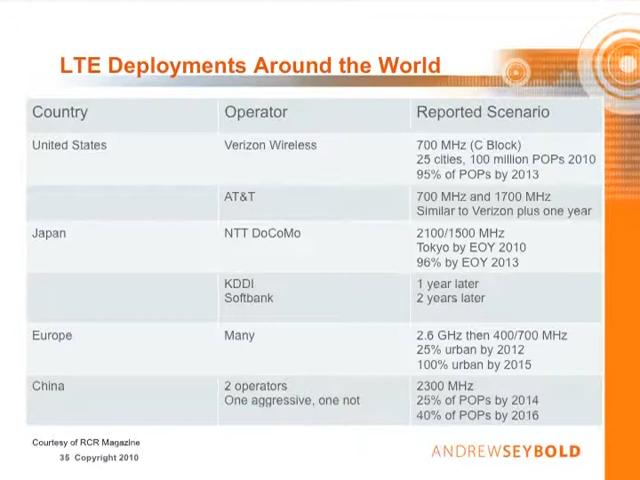 LTE Deployments Around the World
Country Operator Reported Scenario
United States Verizon Wireless 700 MHz (C Block)
25 cities, 100 million POPs 2010
95% of POPs by 2013
AT&T 700 MHz and 1700 MHz
Similar to Verizon plus one year
Japan NTT DoCoMo 2100/1500 MHz
Tokyo by EOY 2010
96% by EOY 2013
KDDI 1 year later
Softbank 2 years later
Europe Many 2.6 GHz then 400/700 MHz
25% urban by 2012
100% urban by 2015
China 2 operators 2300 MHz
One aggressive, one not 25% of POPs by 2014
40% of POPs by 2016
Courtesy of RCR Magazine
35 Copyright 2010
ANDREWSEYBOLD